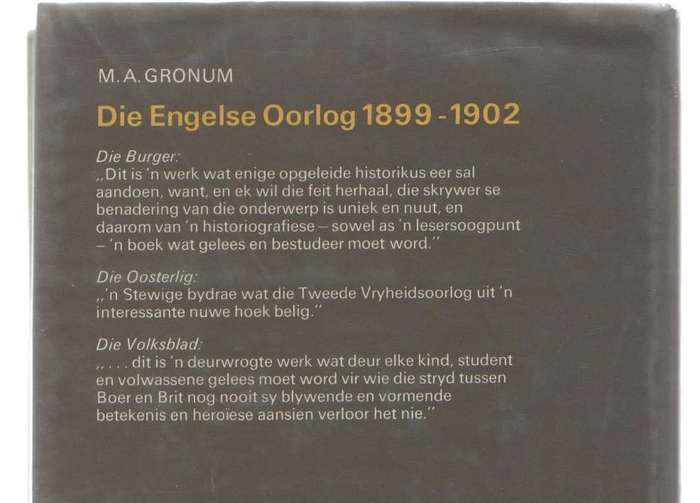 M. A. GRONUM
Die Engelse Oorlog 1899 - 1902
Die Burger:
„Dit is 'n werk wat enige opgeleide historikus eer sal
aandoen, want, en ek wil die feit herhaal, die skrywer se
benadering van die onderwerp is uniek en nuut, en
daarom van 'n historiografiese – sowel as 'n lesersoogpunt
– 'n boek wat gelees en bestudeer moet word.”
Die Oosterlig:
„'n Stewige bydrae wat die Tweede Vryheidsoorlog uit 'n
interessante nuwe hoek belig.”
Die Volksblad:
„. . . dit is 'n deurwrogte werk wat deur elke kind, student
en volwassene gelees moet word vir wie die stryd tussen
Boer en Brit nog nooit sy blywende en vormende
betekenis en heroïese aansien verloor het nie.”